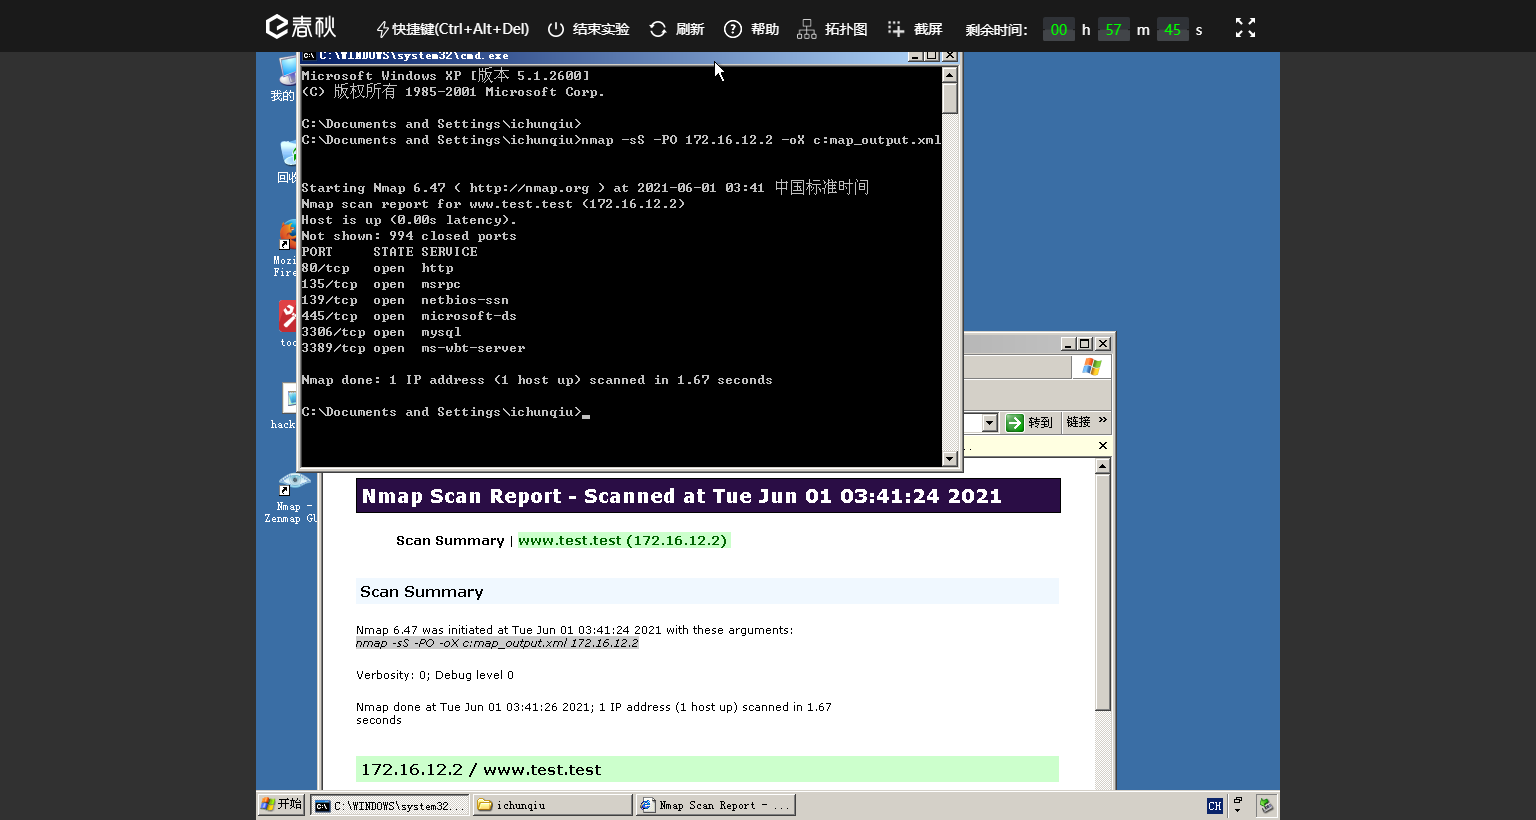 春秋 快捷键(Ctrl+Alt+Del) 结束实验 刷新 帮助 拓扑图 截屏 剩余时间： 00 h 57 m 45 s
C:\WINDOWS\system32\cmd.exe
Microsoft Windows XP [版本 5.1.2600]
(C) 版权所有 1985-2001 Microsoft Corp.
C:\Documents and Settings\ichunqiu>
C:\Documents and Settings\ichunqiu>nmap -sS -PO 172.16.12.2 -oX c:map_output.xml
Starting Nmap 6.47 ( http://nmap.org ) at 2021-06-01 03:41 中国标准时间
Nmap scan report for www.test.test (172.16.12.2)
Host is up (0.00s latency).
Not shown: 994 closed ports
PORT STATE SERVICE
80/tcp open http
135/tcp open msrpc
139/tcp open netbios-ssn
445/tcp open microsoft-ds
3306/tcp open mysql
3389/tcp open ms-wbt-server
Nmap done: 1 IP address (1 host up) scanned in 1.67 seconds
C:\Documents and Settings\ichunqiu>_
我的
回收
Mozi
Fire
too
hack
Nmap -
Zenmap GU
转到 链接 »
Nmap Scan Report - Scanned at Tue Jun 01 03:41:24 2021
Scan Summary | www.test.test (172.16.12.2)
Scan Summary
Nmap 6.47 was initiated at Tue Jun 01 03:41:24 2021 with these arguments:
nmap -sS -PO -oX c:map_output.xml 172.16.12.2
Verbosity: 0; Debug level 0
Nmap done at Tue Jun 01 03:41:26 2021; 1 IP address (1 host up) scanned in 1.67
seconds
172.16.12.2 / www.test.test
开始 C:\WINDOWS\system32... ichunqiu Nmap Scan Report - ... CH